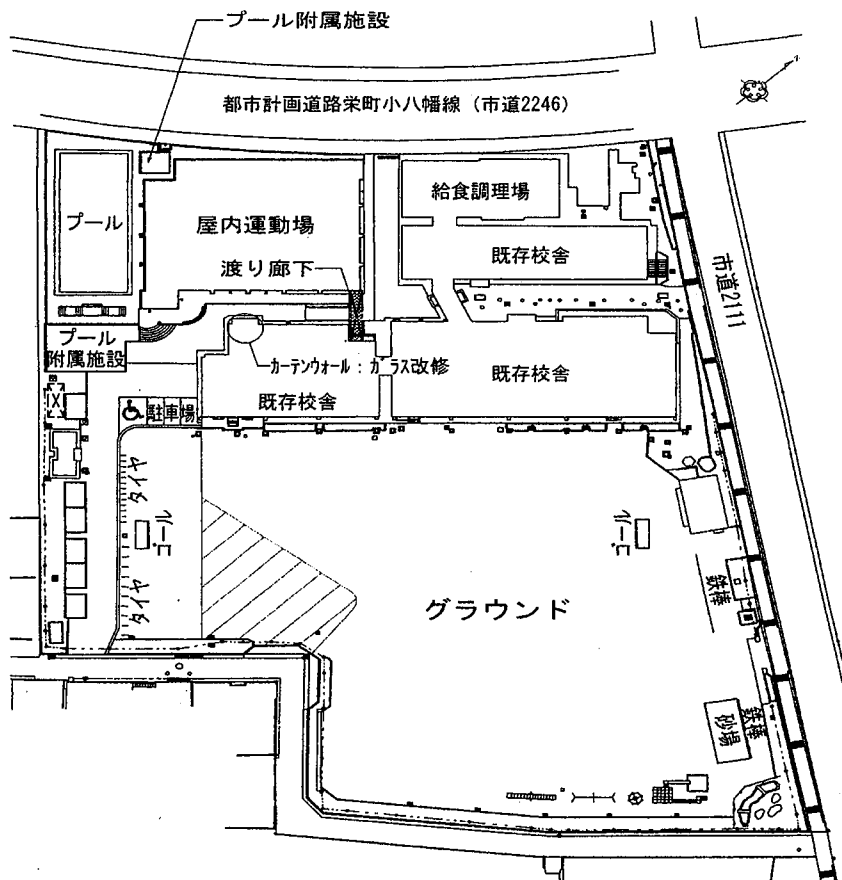 プール附属施設
都市計画道路栄町小八幡線（市道2246）
プール
屋内運動場
給食調理場
渡り廊下
既存校舎
市道2111
プール
附属施設
カーテンウォール：ガラス改修
既存校舎
既存校舎
駐車場
タイヤ
ゴール
ゴール
タイヤ
グラウンド
鉄棒
鉄棒
砂場